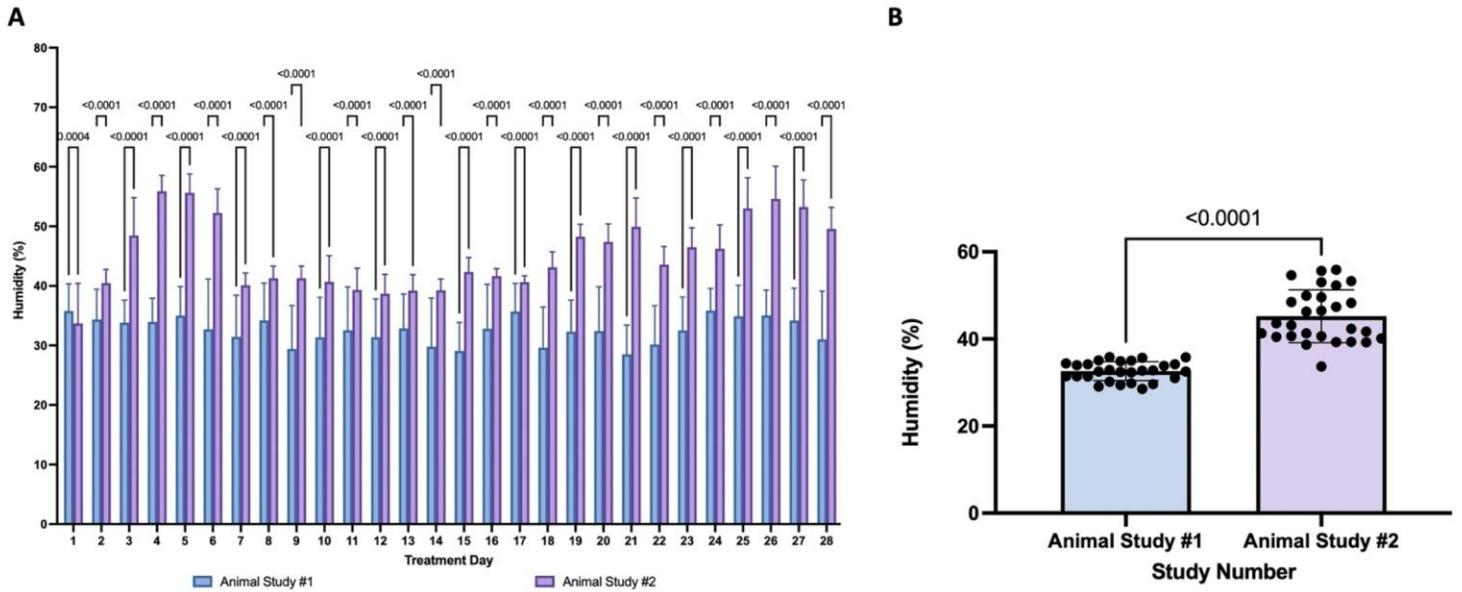 A
80
70
60
50
40
30
20
10
0
Humidity (%)
<0.0001 <0.0001
<0.0001 <0.0001 <0.0001 <0.0001 <0.0001 <0.0001 <0.0001 <0.0001 <0.0001 <0.0001 <0.0001 <0.0001 <0.0001
0.0004 <0.0001 <0.0001 <0.0001 <0.0001 <0.0001 <0.0001 <0.0001 <0.0001 <0.0001 <0.0001 <0.0001 <0.0001
1 2 3 4 5 6 7 8 9 10 11 12 13 14 15 16 17 18 19 20 21 22 23 24 25 26 27 28
Treatment Day
Animal Study #1 Animal Study #2
B
<0.0001
60
40
20
0
Humidity (%)
Animal Study #1 Animal Study #2
Study Number